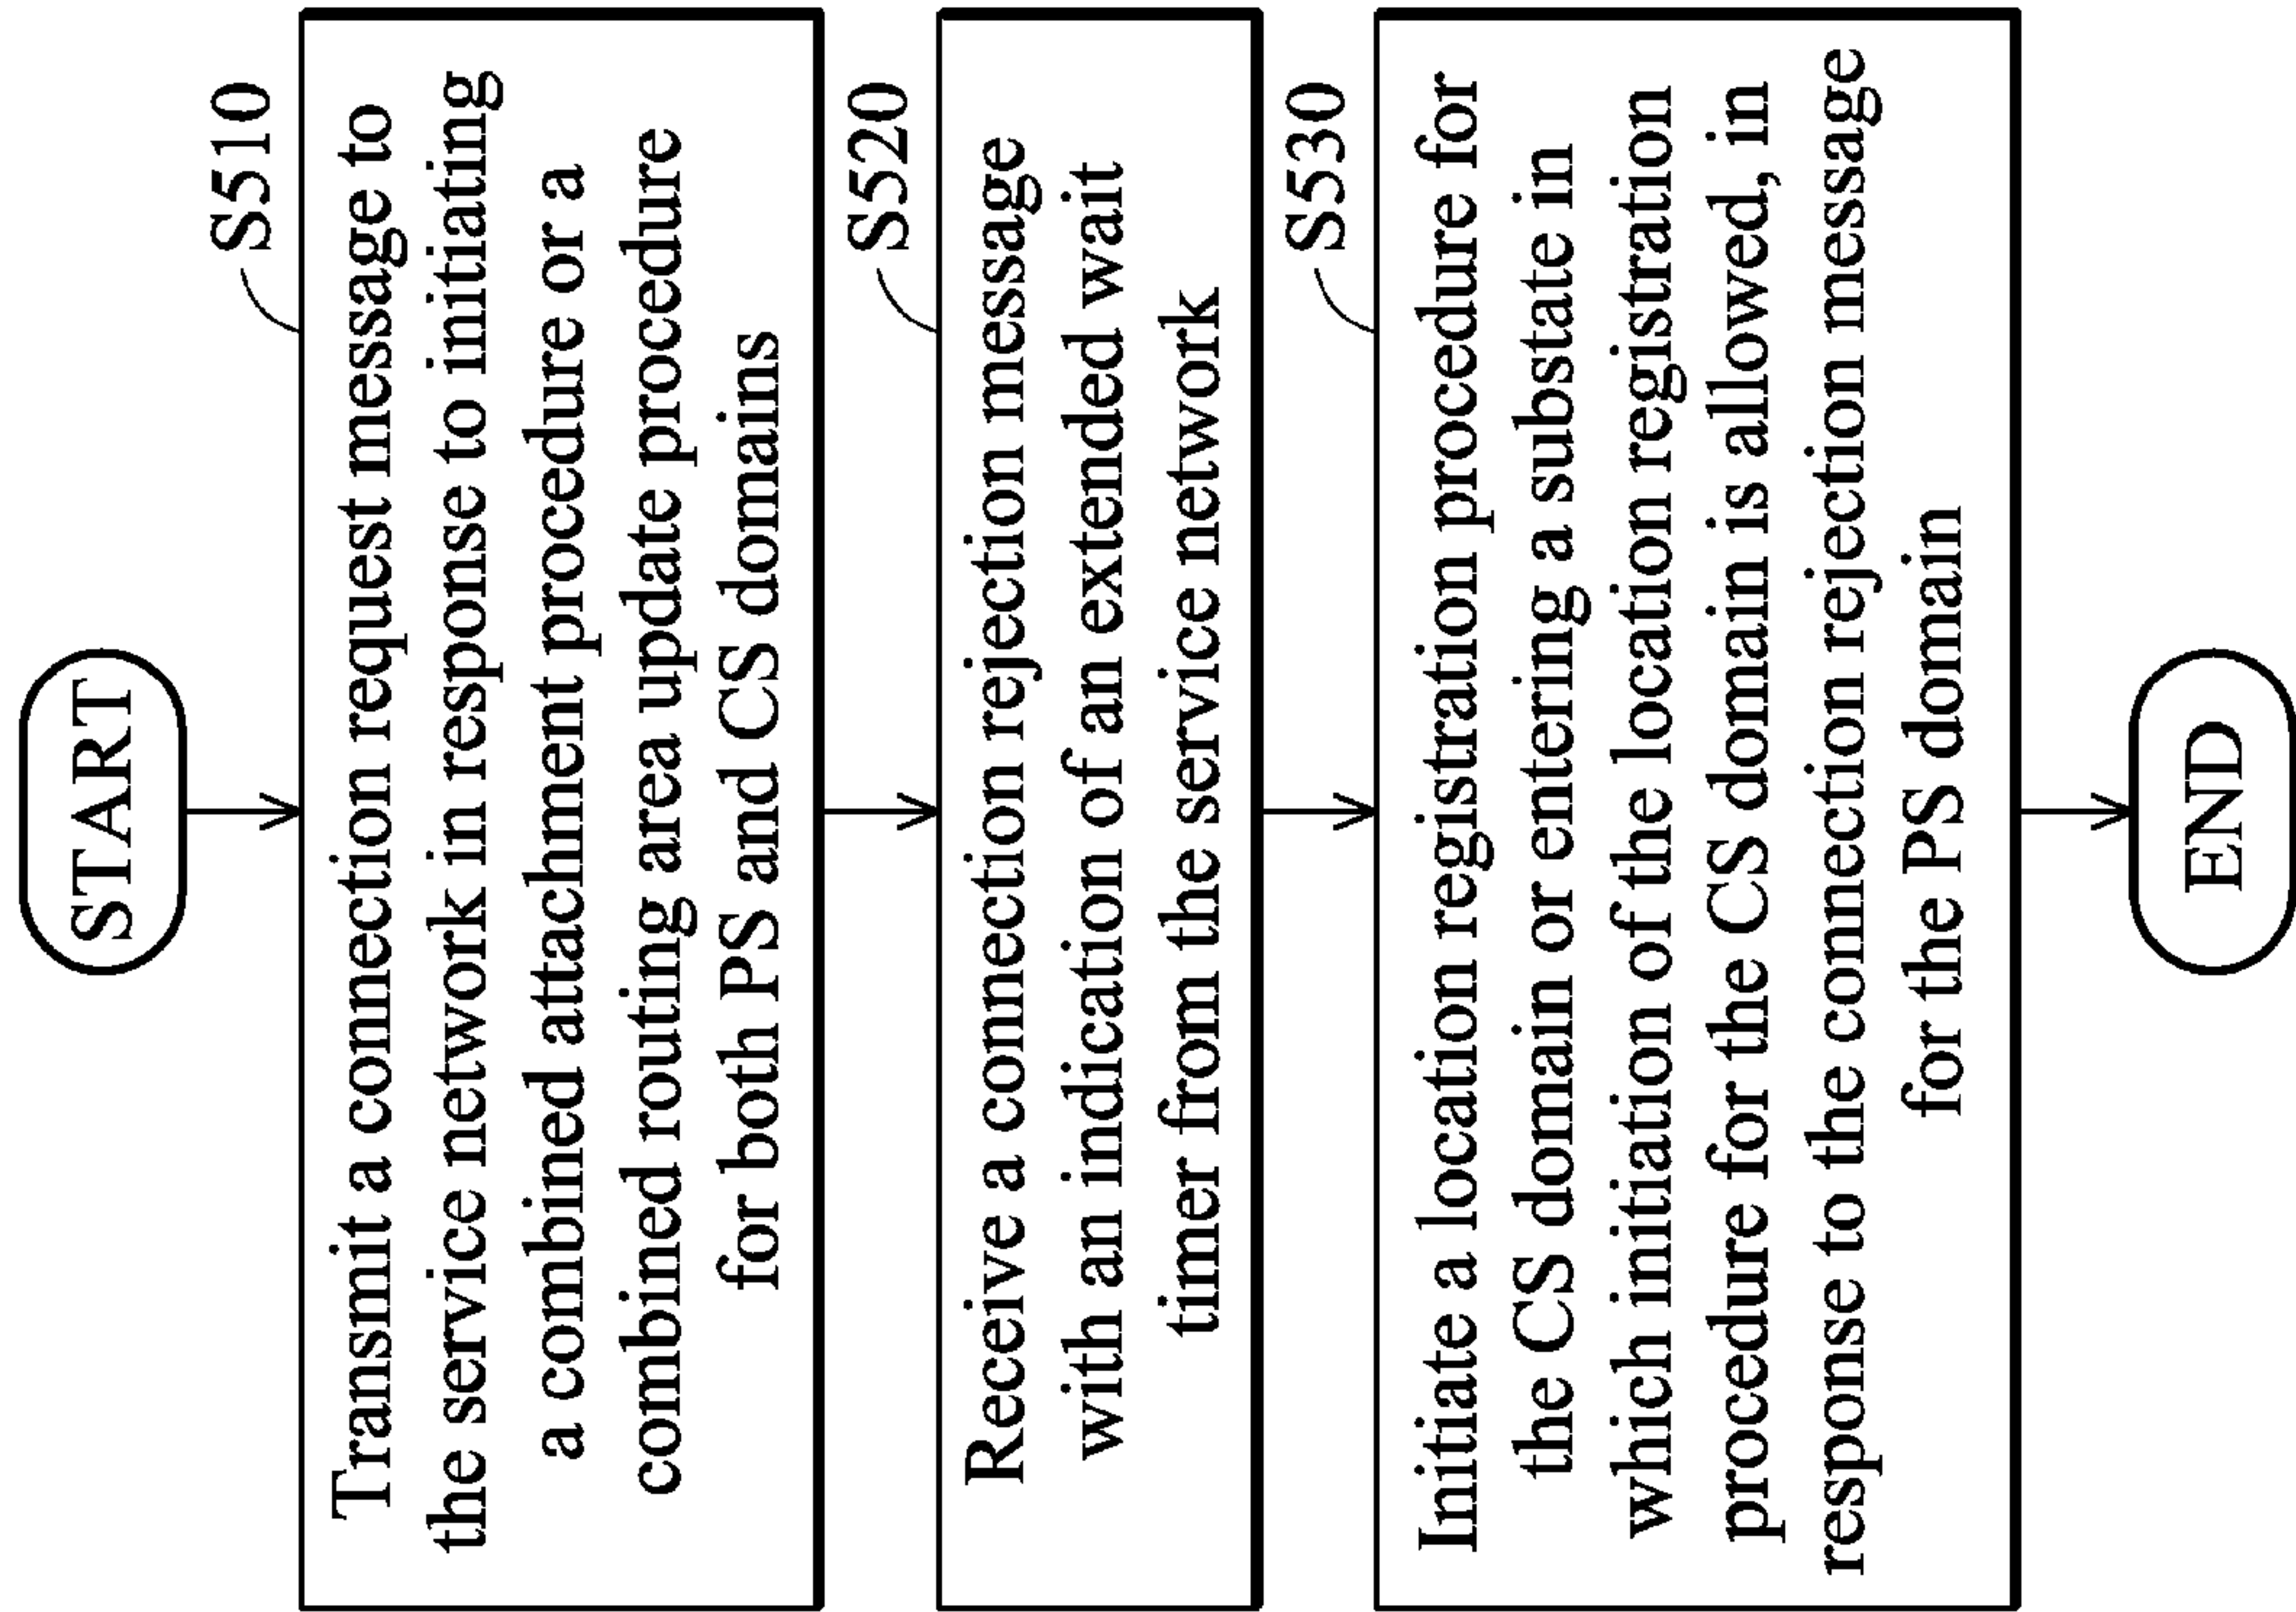 START
S510
Transmit a connection request message to
the service network in response to initiating
a combined attachment procedure or a
combined routing area update procedure
for both PS and CS domains
S520
Receive a connection rejection message
with an indication of an extended wait
timer from the service network
S530
Initiate a location registration procedure for
the CS domain or entering a substate in
which initiation of the location registration
procedure for the CS domain is allowed, in
response to the connection rejection message
for the PS domain
END